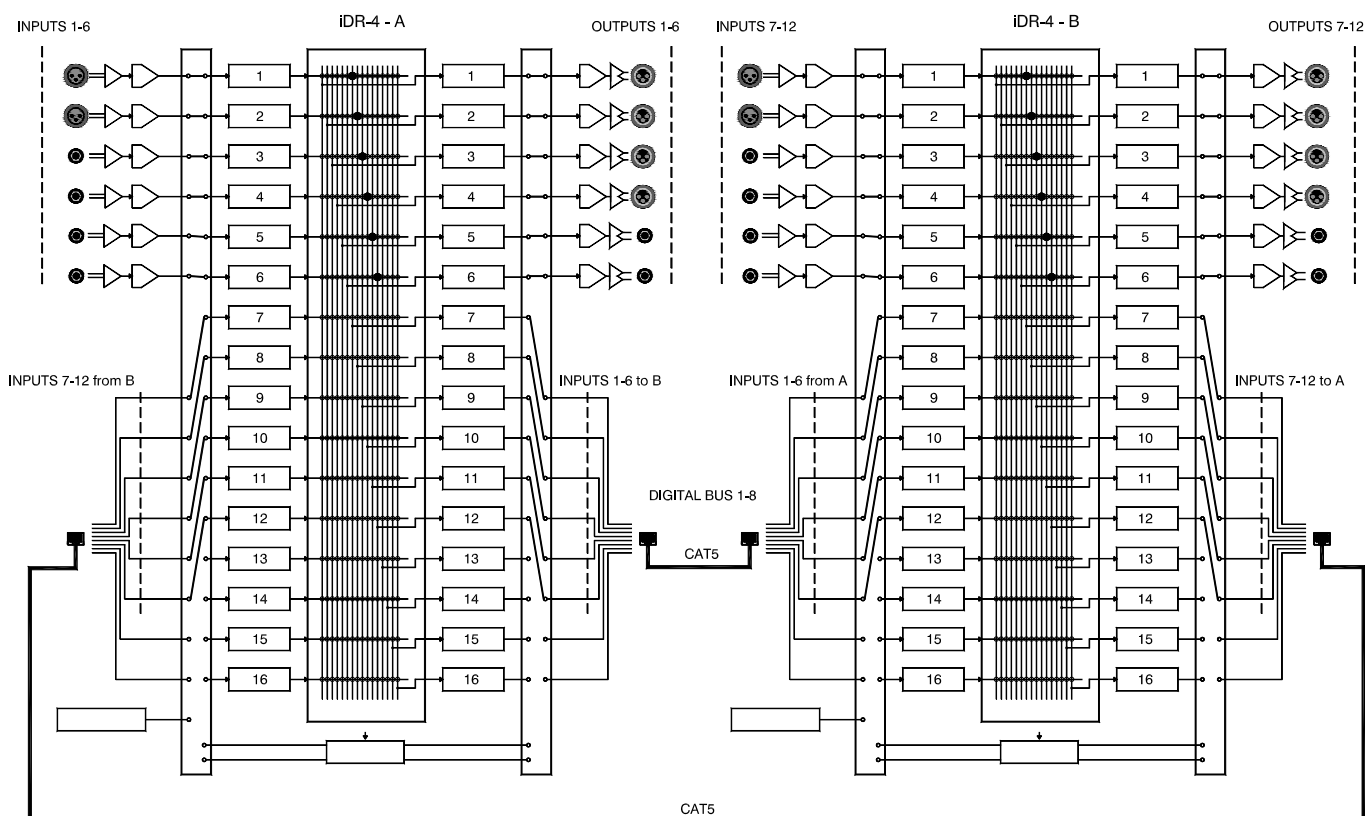 INPUTS 1-6
iDR-4 - A
OUTPUTS 1-6
INPUTS 7-12
iDR-4 - B
OUTPUTS 7-12
1 1 1 1
2 2 2 2
3 3 3 3
4 4 4 4
5 5 5 5
6 6 6 6
7 7 7 7
8 8 8 8
INPUTS 7-12 from B
INPUTS 1-6 to B
INPUTS 1-6 from A
INPUTS 7-12 to A
9 9 9 9
10 10 10 10
11 11 11 11
DIGITAL BUS 1-8
12 12 12 12
CAT5
13 13 13 13
14 14 14 14
15 15 15 15
16 16 16 16
CAT5